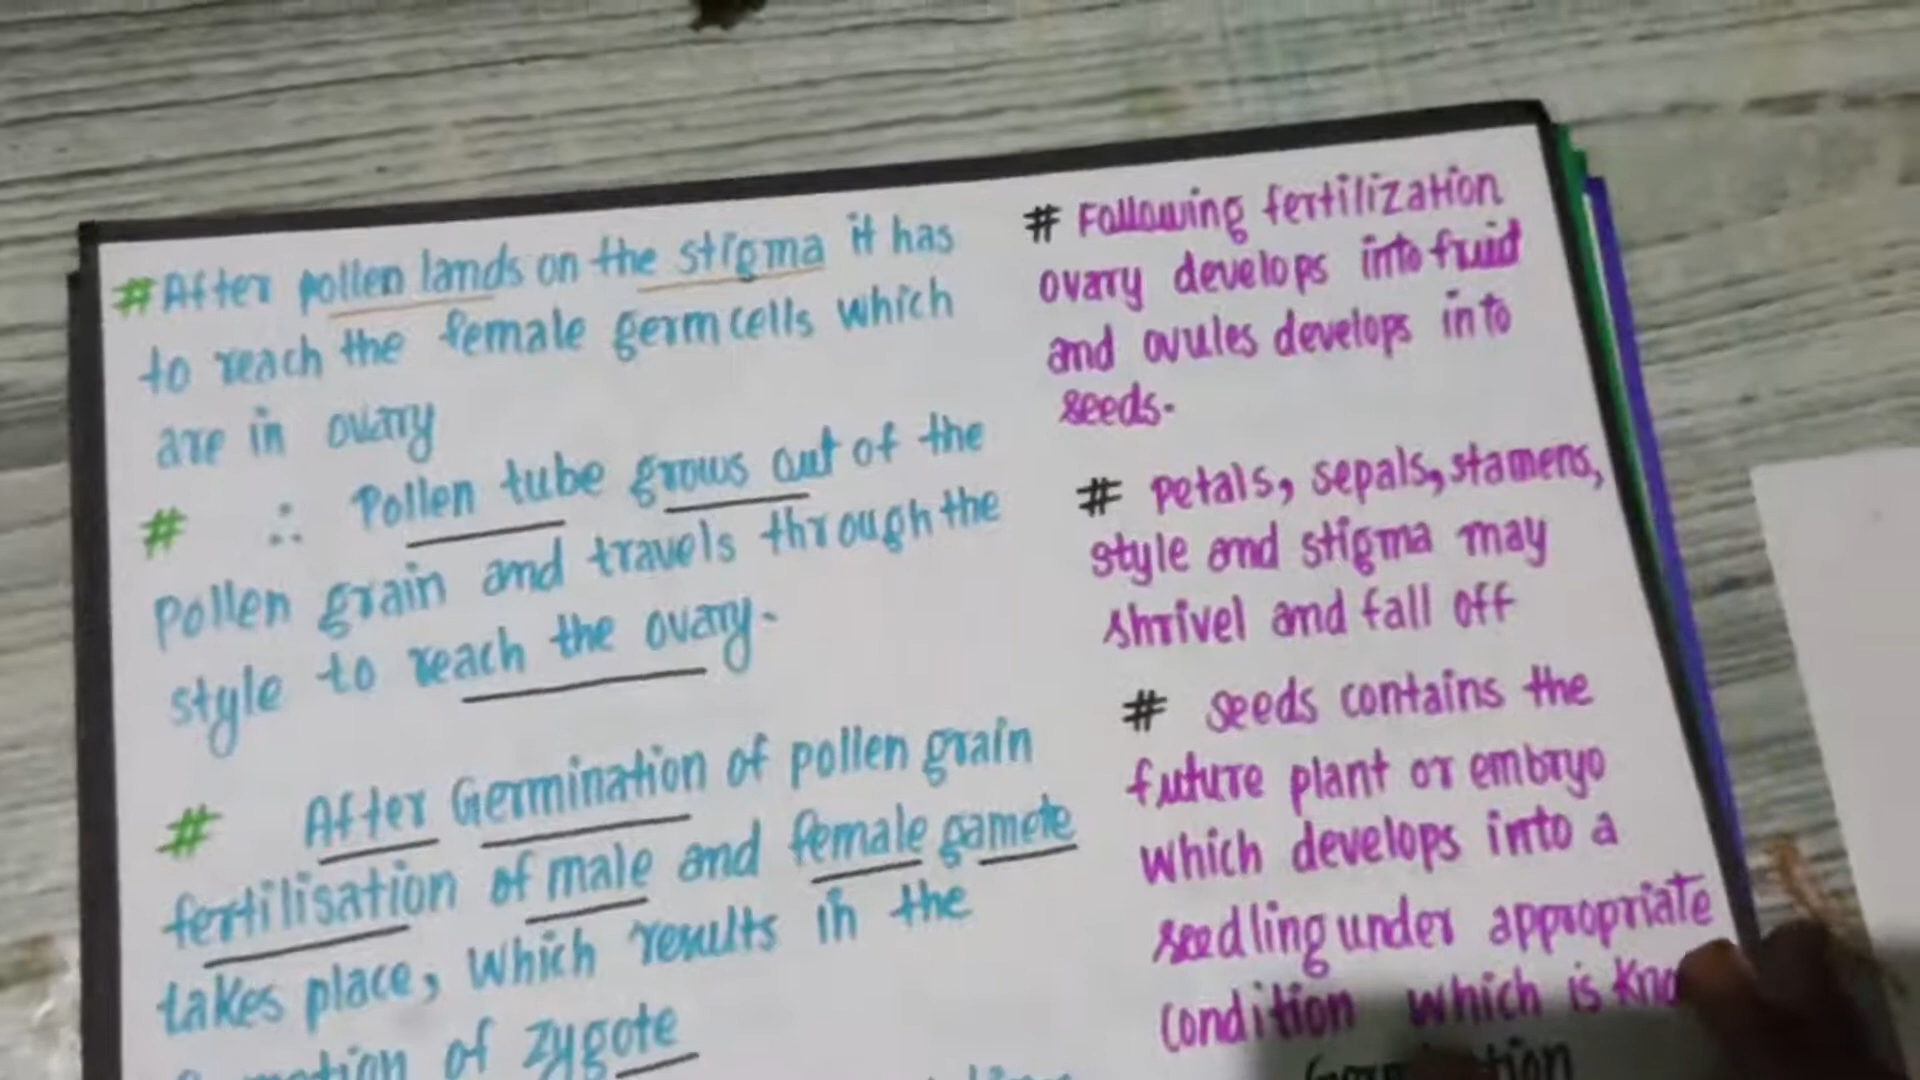 # After pollen lands on the stigma it has
to reach the female germ cells which
are in ovary
# ∴ Pollen tube grows out of the
pollen grain and travels through the
style to reach the ovary.
# After Germination of pollen grain
fertilisation of male and female gamete
takes place, which results in the
of zygote
# Following fertilization
ovary develops into fruid
and ovules develops into
seeds.
# Petals, sepals, stamens,
style and stigma may
shrivel and fall off
# Seeds contains the
future plant or embryo
which develops into a
seedling under appropriate
condition which is